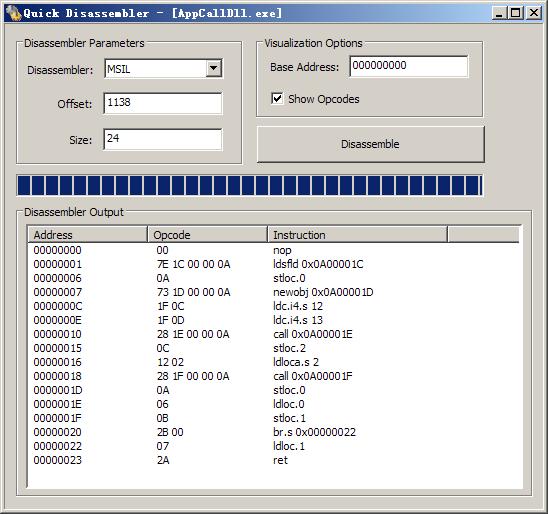 Quick Disassembler - [AppCallDll.exe]
Disassembler Parameters
Disassembler: MSIL
Offset: 1138
Size: 24
Visualization Options
Base Address: 000000000
Show Opcodes
Disassemble
Disassembler Output
Address Opcode Instruction
00000000 00 nop
00000001 7E 1C 00 00 0A ldsfld 0x0A00001C
00000006 0A stloc.0
00000007 73 1D 00 00 0A newobj 0x0A00001D
0000000C 1F 0C ldc.i4.s 12
0000000E 1F 0D ldc.i4.s 13
00000010 28 1E 00 00 0A call 0x0A00001E
00000015 0C stloc.2
00000016 12 02 ldloca.s 2
00000018 28 1F 00 00 0A call 0x0A00001F
0000001D 0A stloc.0
0000001E 06 ldloc.0
0000001F 0B stloc.1
00000020 2B 00 br.s 0x00000022
00000022 07 ldloc.1
00000023 2A ret